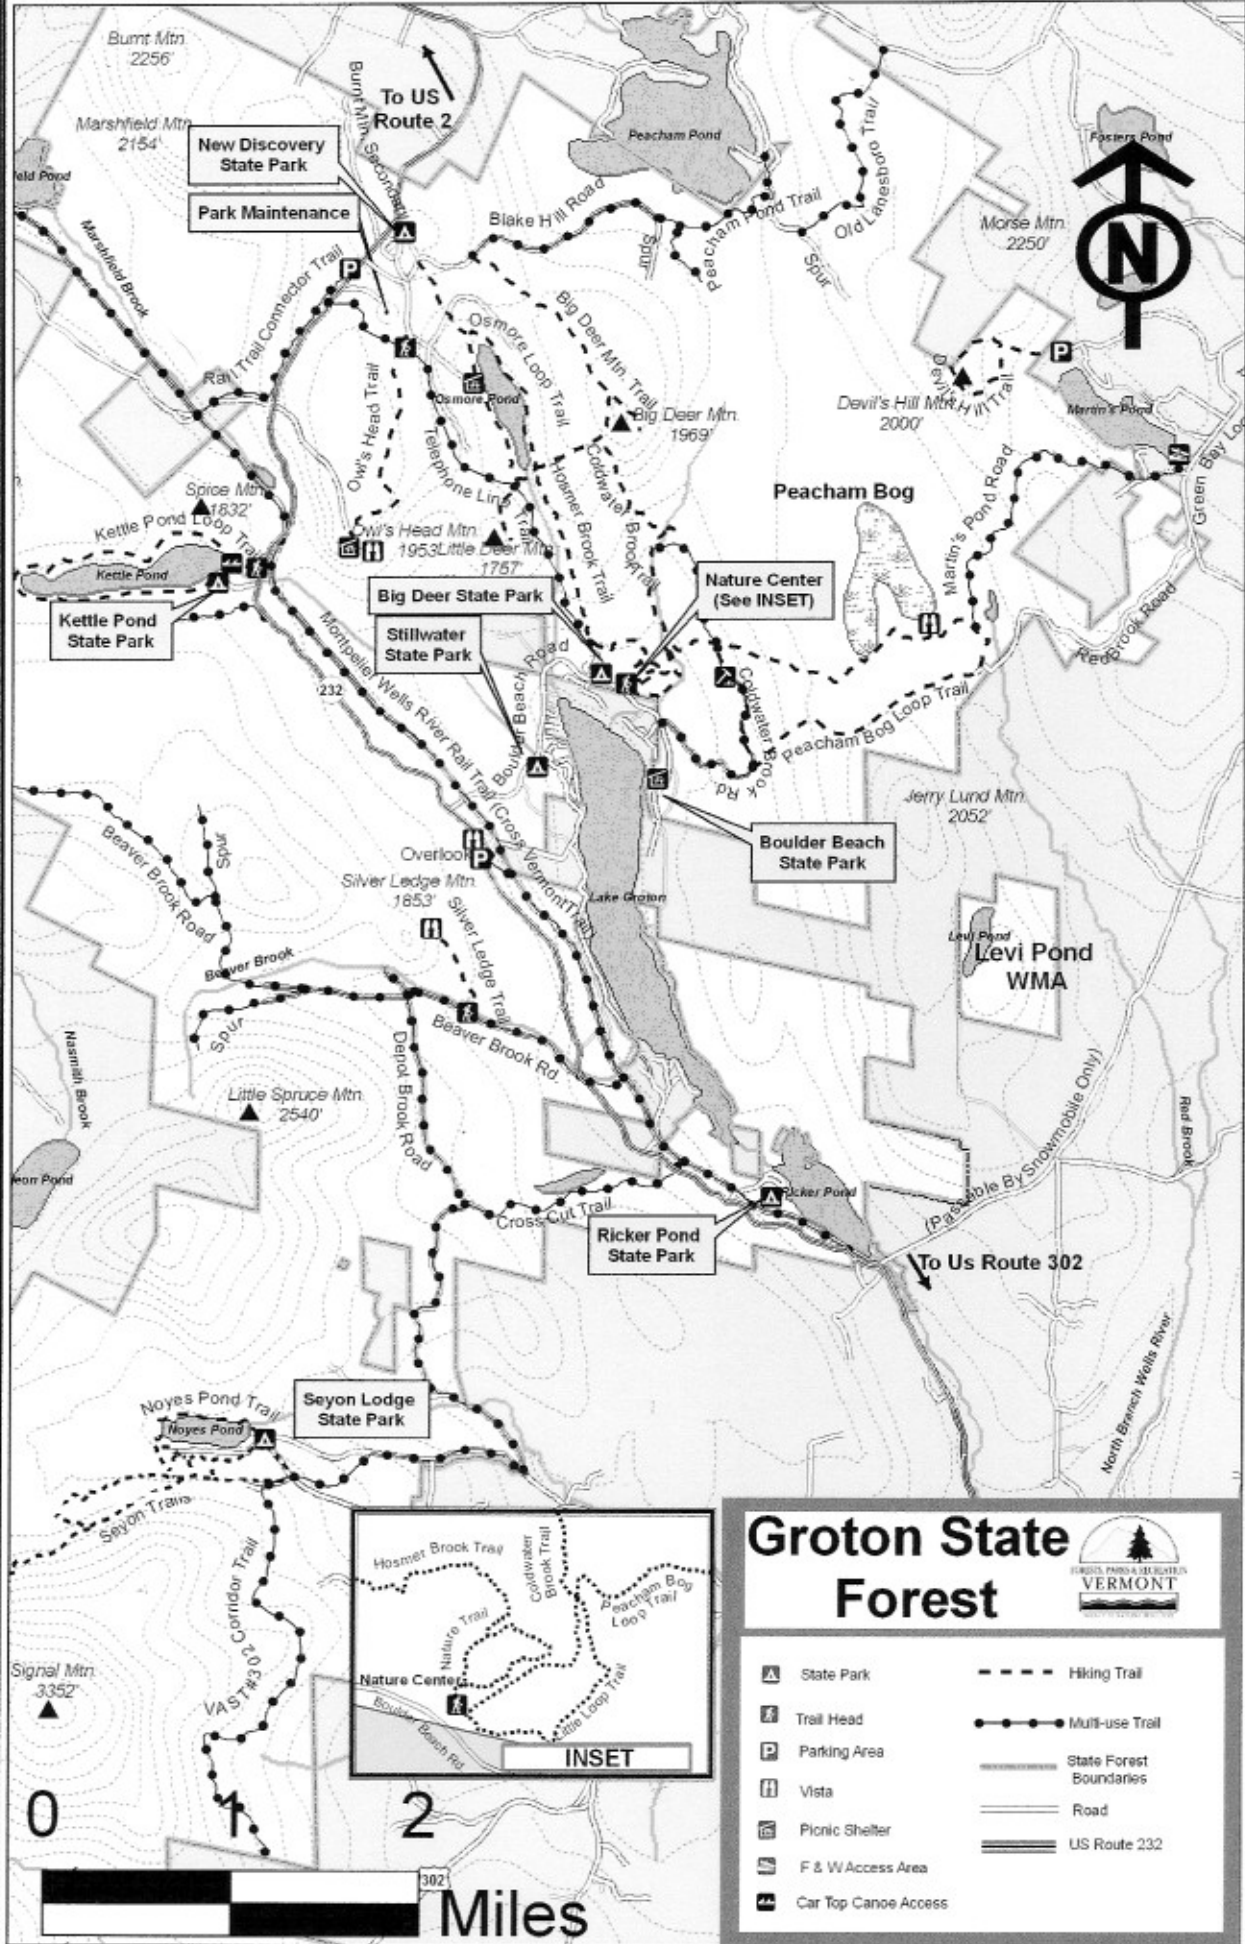 Burnt Mtn.
2256'
To US
Route 2
Burnt Mtn. Secondary
Marshfield Mtn.
2154'
New Discovery
State Park
Park Maintenance
Peacham Pond
Fosters Pond
Old Lanesboro Trail
Blake Hill Road
Spur
Peacham Pond Trail
Spur
Morse Mtn.
2250'
N
Marshfield Brook
Rail Trail Connector Trail
Osmore Loop Trail
Big Deer Mtn. Trail
Osmore Pond
Owl's Head Trail
Telephone Line Trail
Big Deer Mtn.
1969'
Devil's Hill Mtn.
2000'
Devil's Hill Trail
Martin's Pond
Green Bay Loop
Hosmer Brook Trail
Coldwater Brook Trail
Peacham Bog
Martin's Pond Road
Spice Mtn.
1832'
Kettle Pond Loop Trail
Kettle Pond
Owl's Head Mtn.
1953'
Little Deer Mtn.
1757'
Kettle Pond
State Park
Big Deer State Park
Nature Center
(See INSET)
Stillwater
State Park
Red Brook Road
Boulder Beach Road
232
Montpelier Wells River Rail Trail (Cross Vermont Trail)
Coldwater Brook Rd.
Peacham Bog Loop Trail
Jerry Lund Mtn.
2052'
Boulder Beach
State Park
Beaver Brook Road
Spur
Overlook
Silver Ledge Mtn.
1853'
Lake Groton
Silver Ledge Trail
Levi Pond
Levi Pond
WMA
Beaver Brook
Spur
Beaver Brook Rd.
Nasmith Brook
Depot Brook Road
Little Spruce Mtn.
2540'
(Passable By Snowmobile Only)
Red Brook
Ricker Pond
Cross Cut Trail
Ricker Pond
State Park
To Us Route 302
North Branch Wells River
Noyes Pond Trail
Noyes Pond
Seyon Lodge
State Park
Seyon Trails
VAST #302 Corridor Trail
Signal Mtn.
3352'
Hosmer Brook Trail
Coldwater
Brook Trail
Peacham Bog
Loop Trail
Nature Trail
Nature Center
Little Loop Trail
Boulder Beach Rd.
INSET
Groton State
Forest
FORESTS, PARKS & RECREATION
VERMONT
State Park
Trail Head
P Parking Area
Vista
Picnic Shelter
F & W Access Area
Car Top Canoe Access
Hiking Trail
Multi-use Trail
State Forest
Boundaries
Road
US Route 232
0 1 2
302
Miles